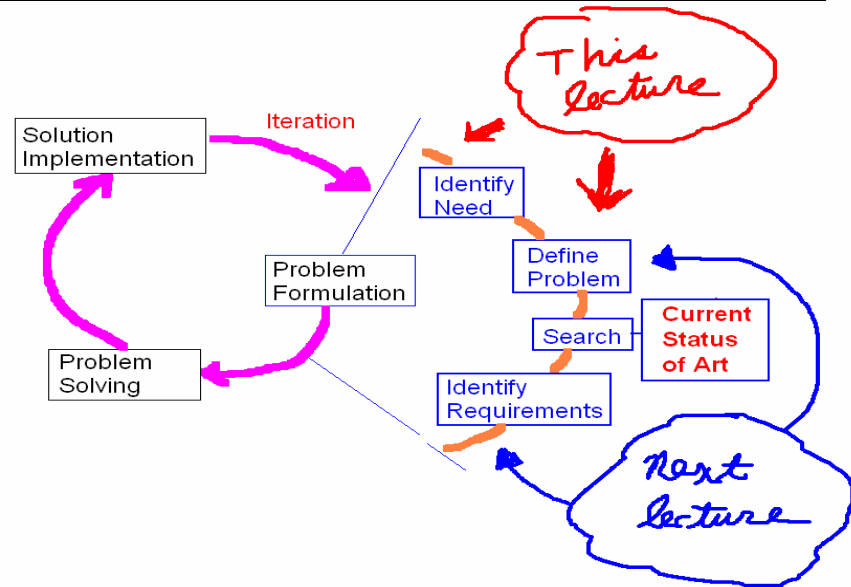 This
lecture
Iteration
Solution
Implementation
Identify
Need
Define
Problem
Problem
Formulation
Current
Status
of Art
Search
Problem
Solving
Identify
Requirements
Next
lecture